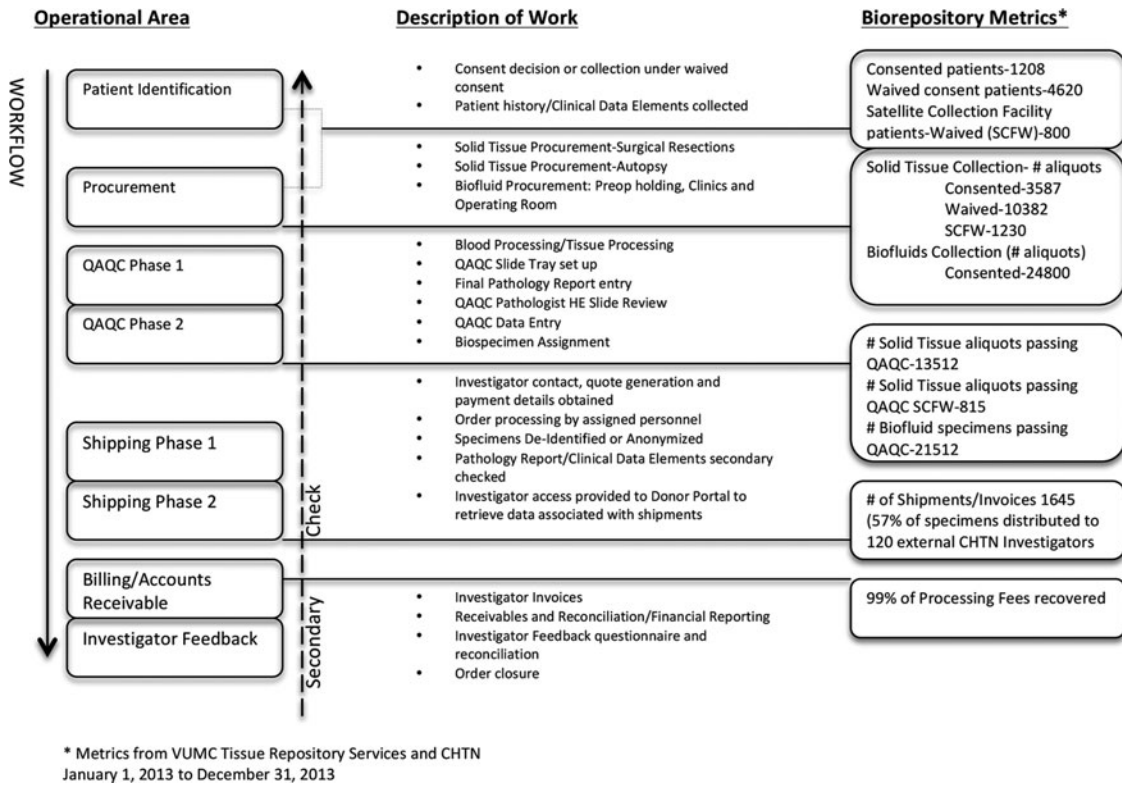 Operational Area
Description of Work
Biorepository Metrics*
WORKFLOW
Patient Identification
Procurement
QAQC Phase 1
QAQC Phase 2
Shipping Phase 1
Shipping Phase 2
Billing/Accounts
Receivable
Investigator Feedback
Secondary Check
• Consent decision or collection under waived
consent
• Patient history/Clinical Data Elements collected
• Solid Tissue Procurement-Surgical Resections
• Solid Tissue Procurement-Autopsy
• Biofluid Procurement: Preop holding, Clinics and
Operating Room
• Blood Processing/Tissue Processing
• QAQC Slide Tray set up
• Final Pathology Report entry
• QAQC Pathologist HE Slide Review
• QAQC Data Entry
• Biospecimen Assignment
• Investigator contact, quote generation and
payment details obtained
• Order processing by assigned personnel
• Specimens De-Identified or Anonymized
• Pathology Report/Clinical Data Elements secondary
checked
• Investigator access provided to Donor Portal to
retrieve data associated with shipments
• Investigator Invoices
• Receivables and Reconciliation/Financial Reporting
• Investigator Feedback questionnaire and
reconciliation
• Order closure
Consented patients-1208
Waived consent patients-4620
Satellite Collection Facility
patients-Waived (SCFW)-800
Solid Tissue Collection- # aliquots
Consented-3587
Waived-10382
SCFW-1230
Biofluids Collection (# aliquots)
Consented-24800
# Solid Tissue aliquots passing
QAQC-13512
# Solid Tissue aliquots passing
QAQC SCFW-815
# Biofluid specimens passing
QAQC-21512
# of Shipments/Invoices 1645
(57% of specimens distributed to
120 external CHTN Investigators
99% of Processing Fees recovered
* Metrics from VUMC Tissue Repository Services and CHTN
January 1, 2013 to December 31, 2013